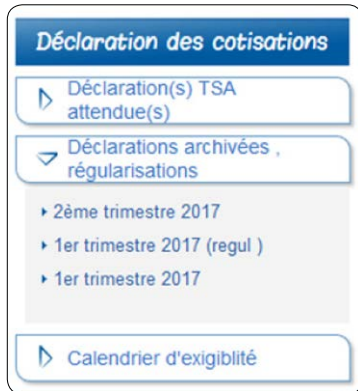 Déclaration des cotisations
Déclaration(s) TSA
attendue(s)
Déclarations archivées ,
régularisations
2ème trimestre 2017
1er trimestre 2017 (regul )
1er trimestre 2017
Calendrier d'exigiblité